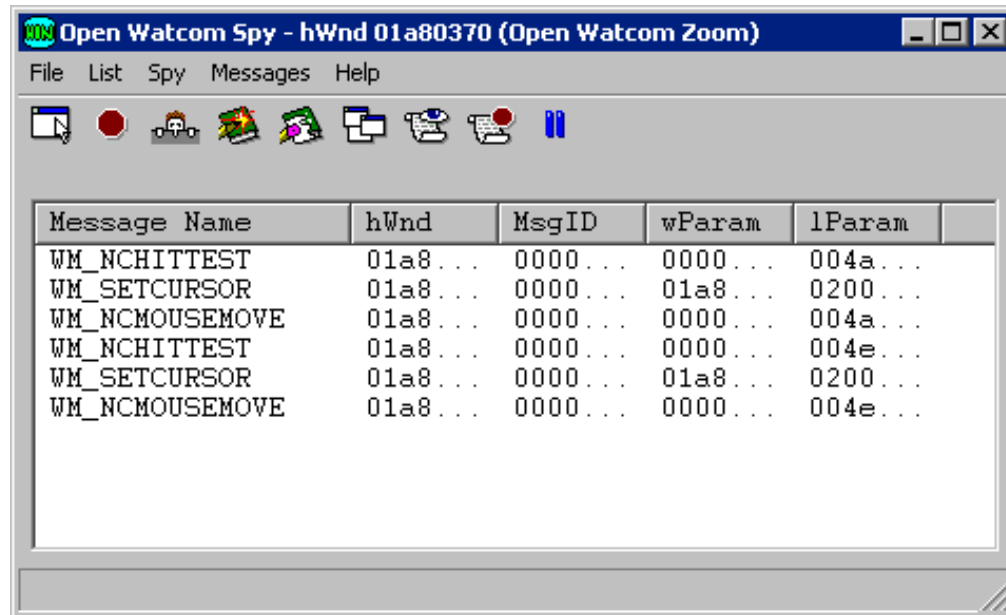 Open Watcom Spy - hWnd 01a80370 (Open Watcom Zoom)
File List Spy Messages Help
Message Name hWnd MsgID wParam lParam
WM_NCHITTEST 01a8... 0000... 0000... 004a...
WM_SETCURSOR 01a8... 0000... 01a8... 0200...
WM_NCMOUSEMOVE 01a8... 0000... 0000... 004a...
WM_NCHITTEST 01a8... 0000... 0000... 004e...
WM_SETCURSOR 01a8... 0000... 01a8... 0200...
WM_NCMOUSEMOVE 01a8... 0000... 0000... 004e...